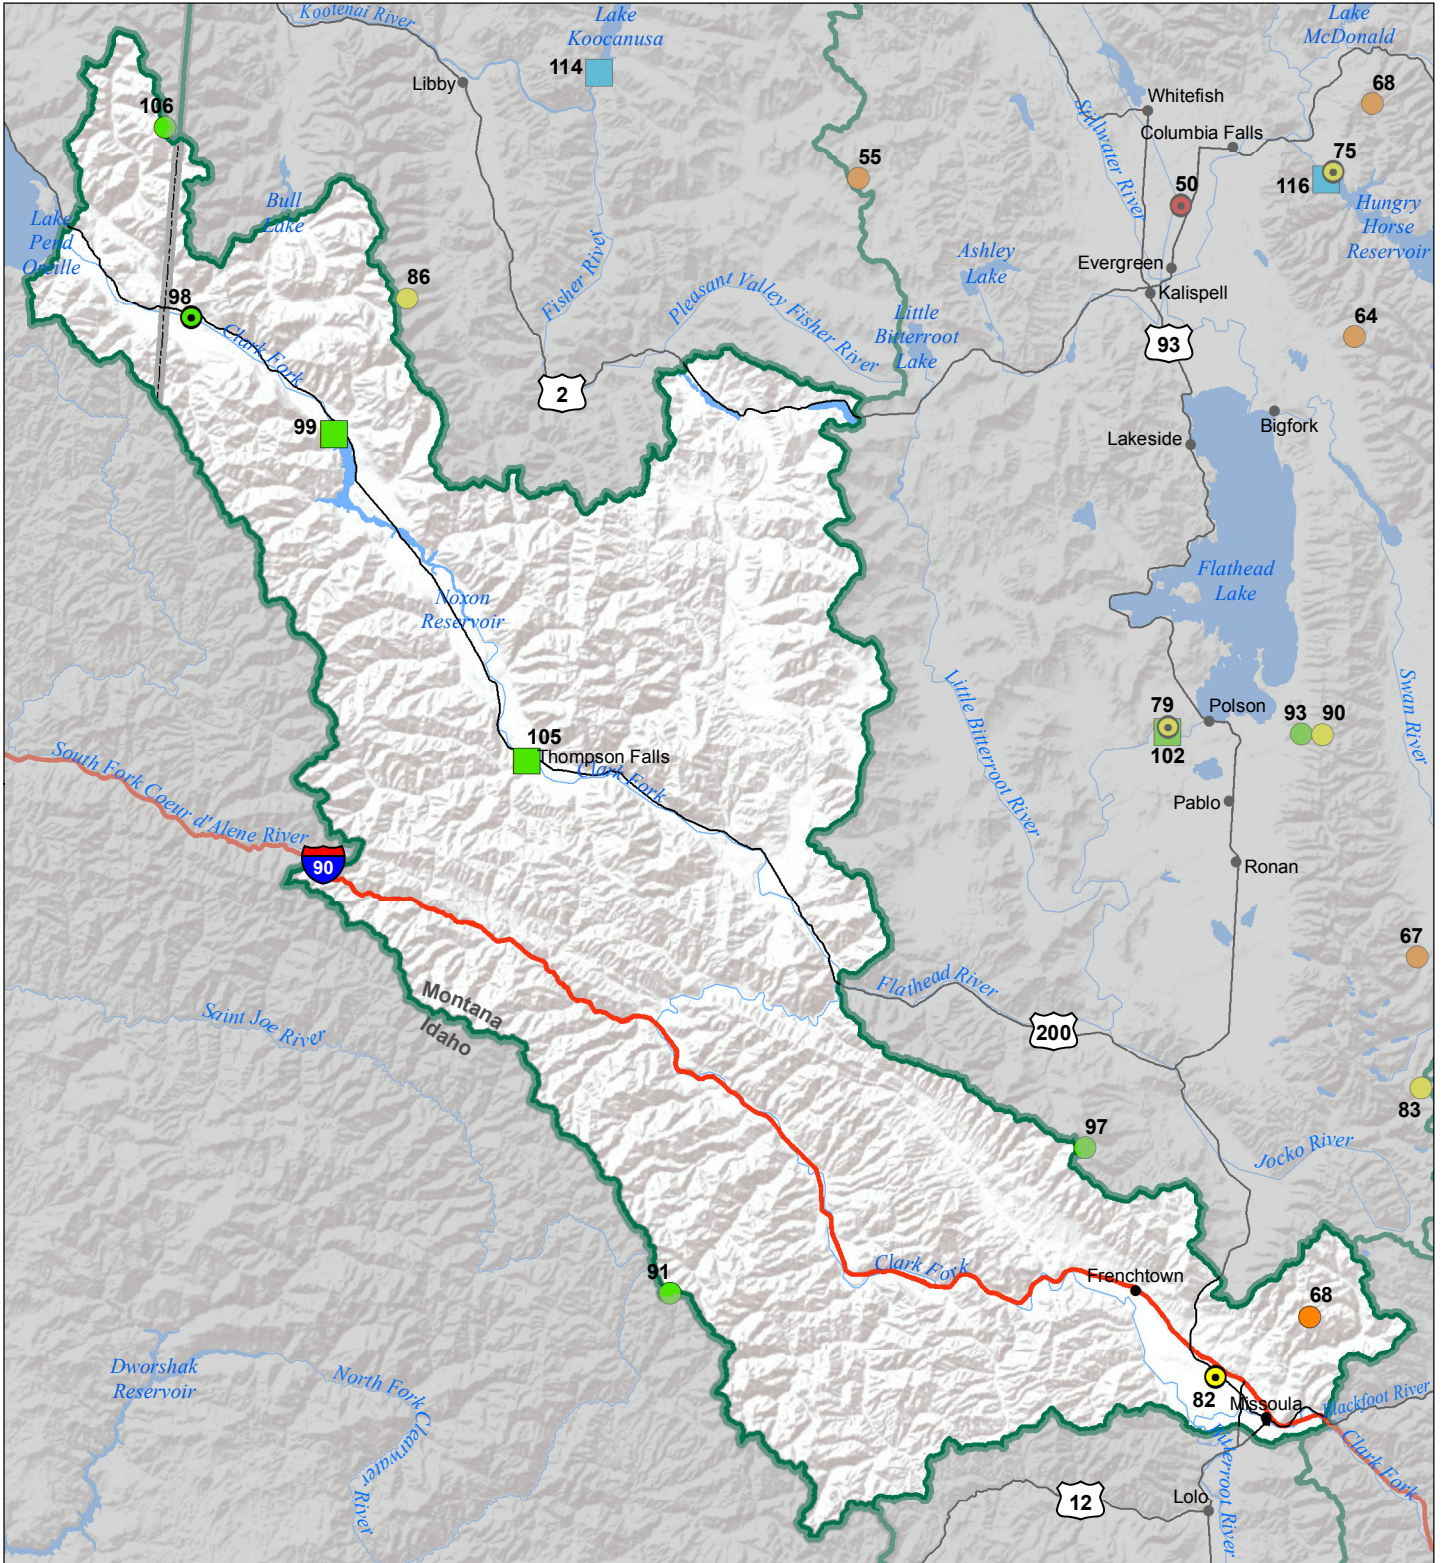 Kootenai River
Lake
Koocanusa
Lake
McDonald
114
Libby
68
Whitefish
106
Stillwater River
Columbia Falls
55
75
116
50
Bull
Lake
Hungry
Horse
Reservoir
Lake
Pend
Oreille
Ashley
Lake
Evergreen
86
Fisher River
Pleasant Valley Fisher River
Kalispell
98
Little
Bitterroot
Lake
64
Clark Fork
93
2
99
Bigfork
Lakeside
Flathead
Lake
Noxon
Reservoir
Swan River
Little Bitterroot River
79
Polson
93
90
105
Thompson Falls
102
South Fork Coeur d'Alene River
Clark Fork
Pablo
90
Ronan
67
Flathead River
Montana
Idaho
Saint Joe River
200
83
97
Jocko River
Clark Fork
91
Frenchtown
68
Dworshak
Reservoir
North Fork Clearwater River
82
Missoula
Blackfoot River
Bitterroot River
Clark Fork
12
Lolo